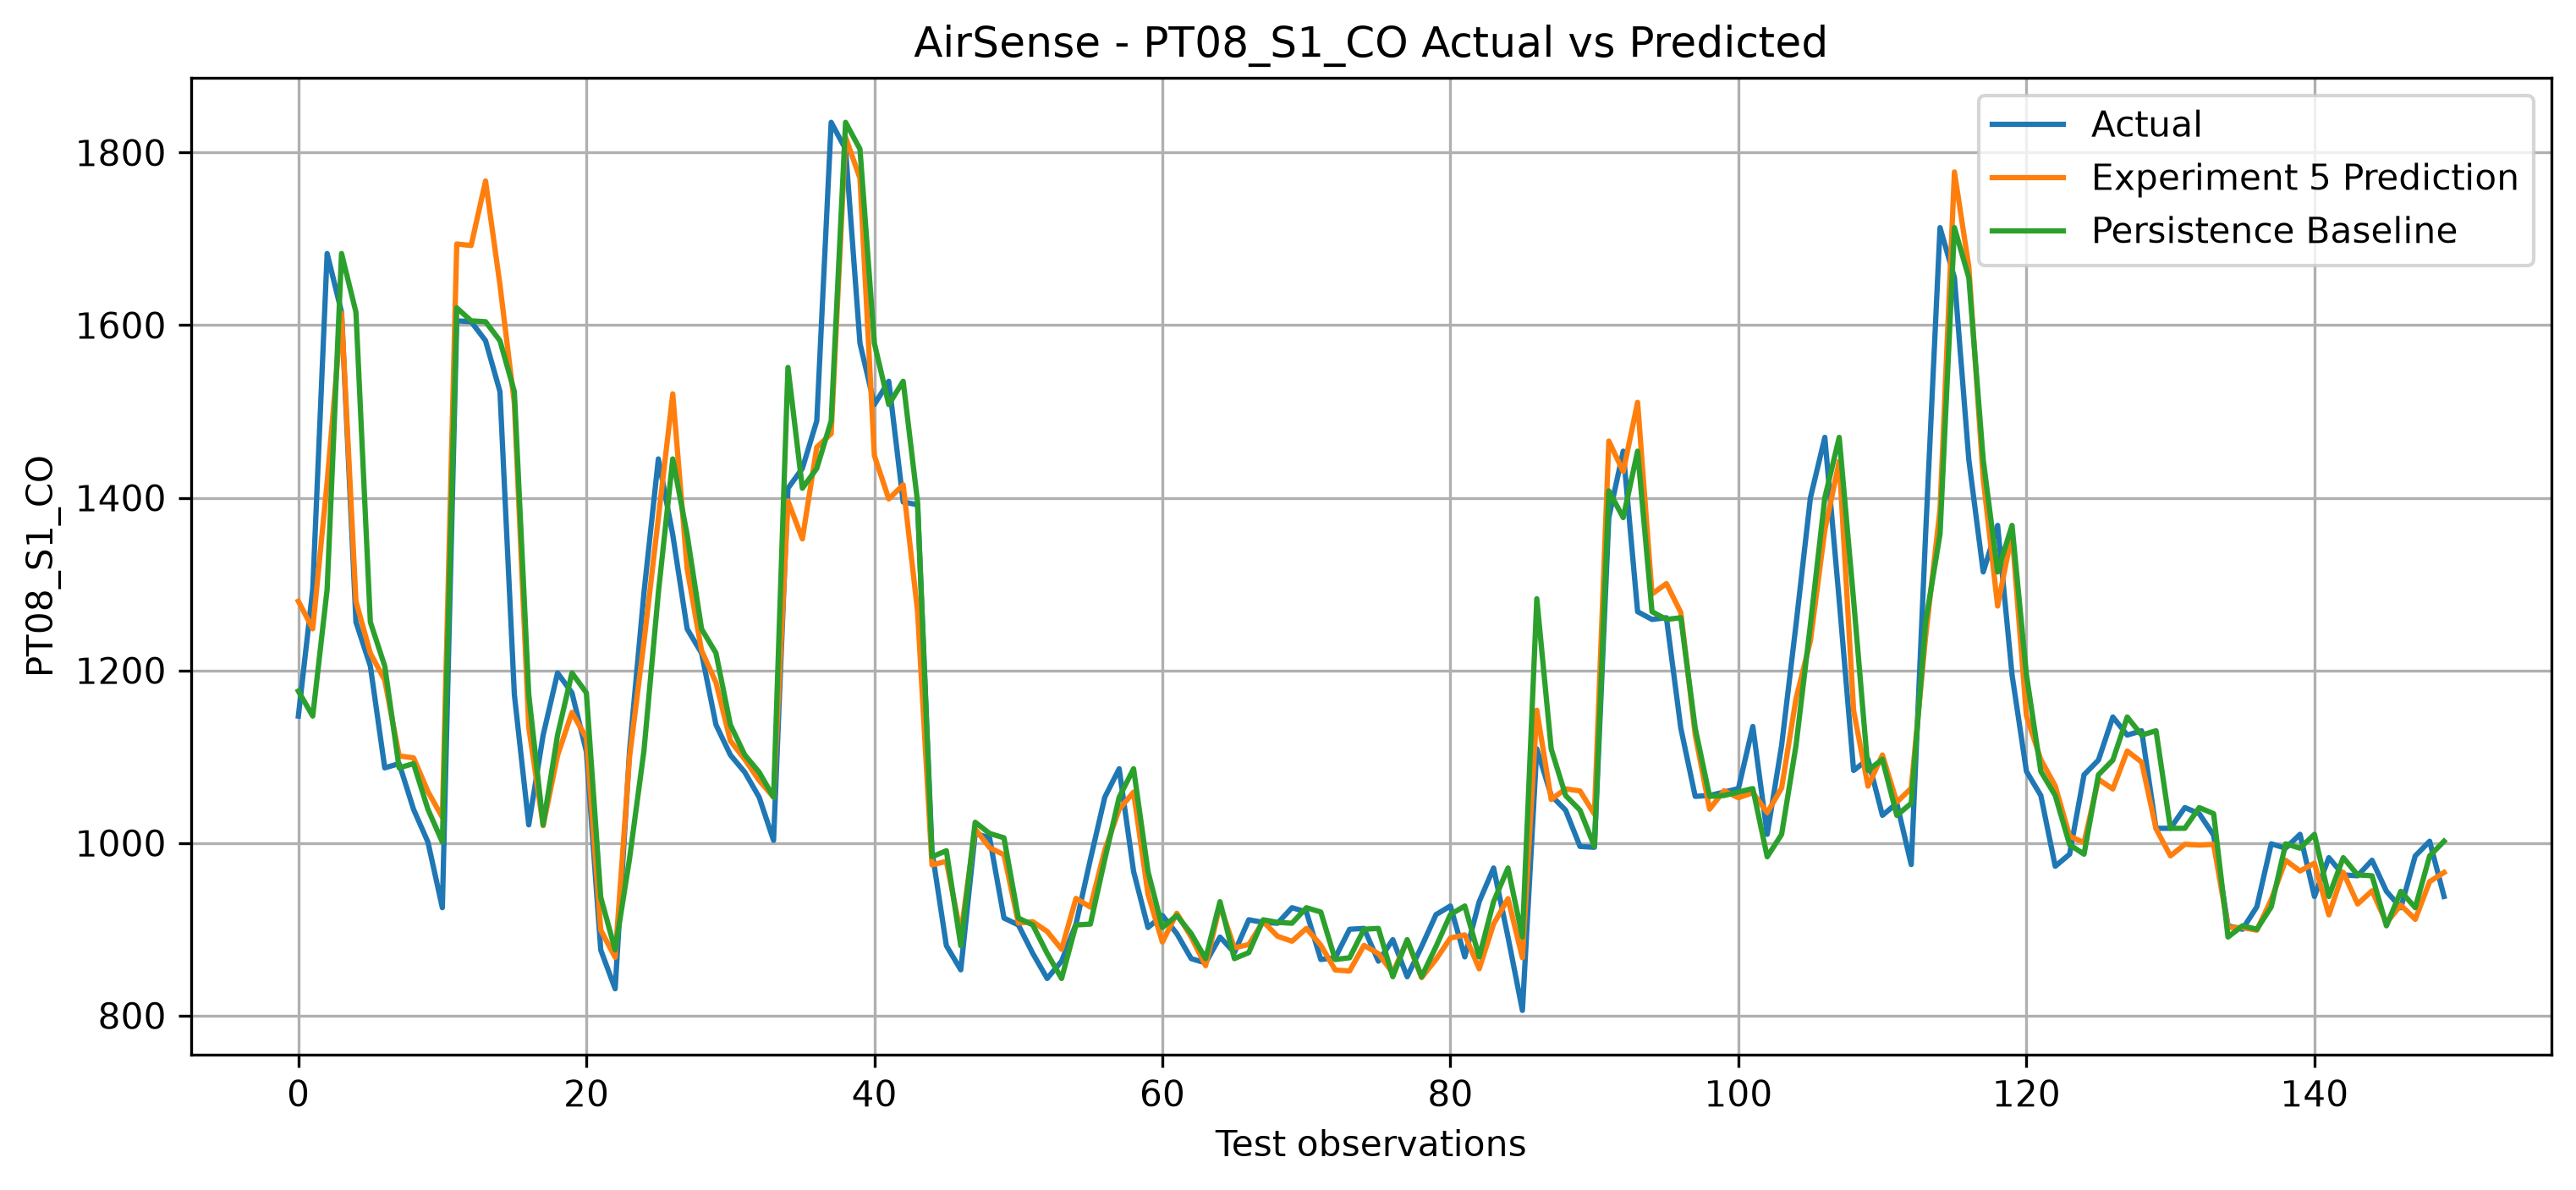 AirSense - PT08_S1_CO Actual vs Predicted
Actual
Experiment 5 Prediction
Persistence Baseline
PT08_S1_CO
1800
1600
1400
1200
1000
800
0 20 40 60 80 100 120 140
Test observations